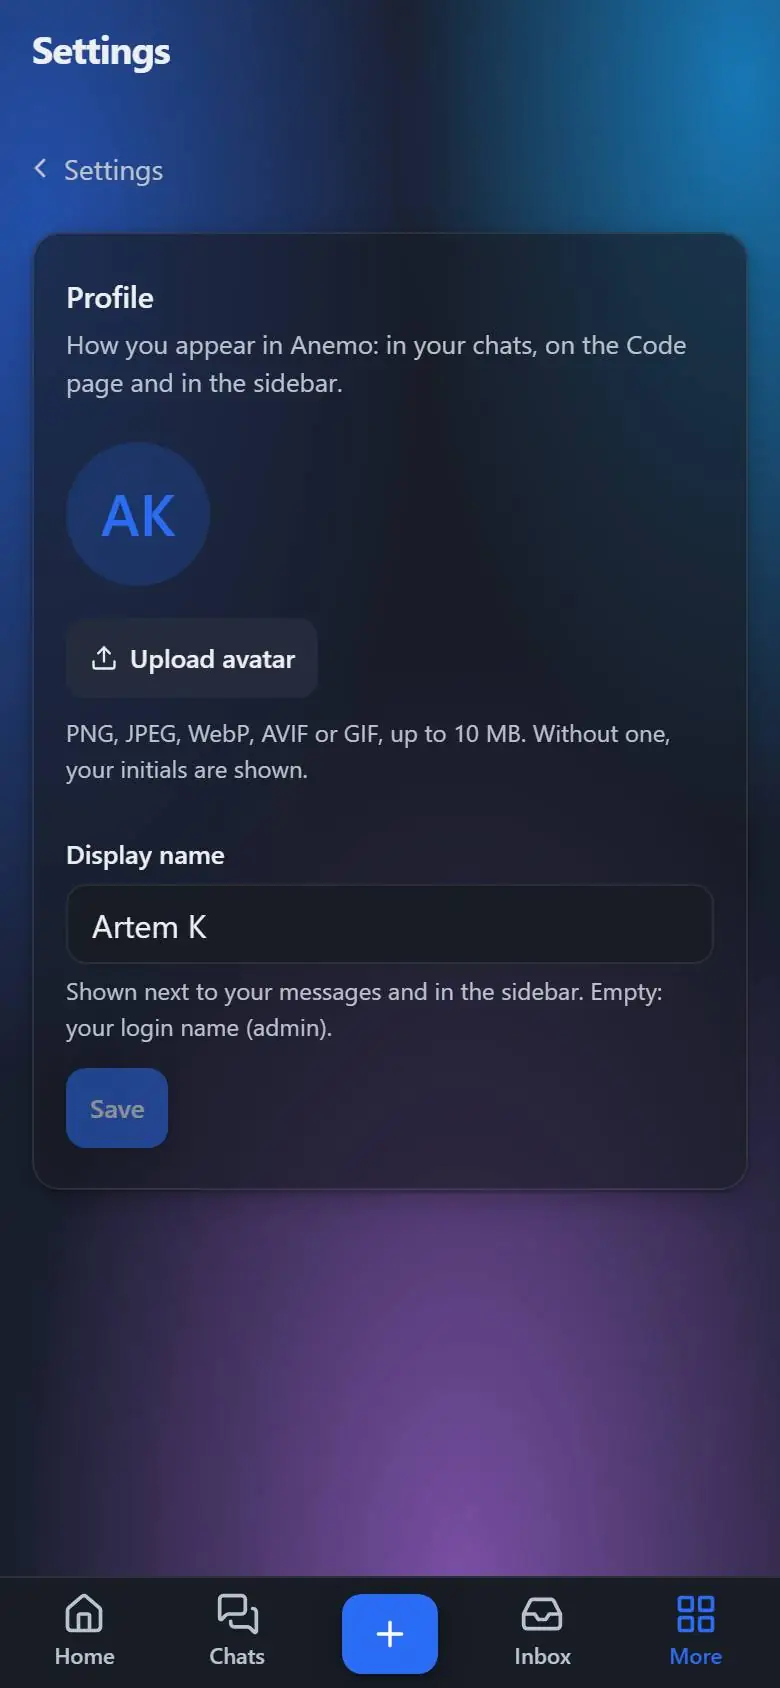 Settings
Settings
Profile
How you appear in Anemo: in your chats, on the Code
page and in the sidebar.
AK
Upload avatar
PNG, JPEG, WebP, AVIF or GIF, up to 10 MB. Without one,
your initials are shown.
Display name
Artem K
Shown next to your messages and in the sidebar. Empty:
your login name (admin).
Save
Home
Chats
Inbox
More